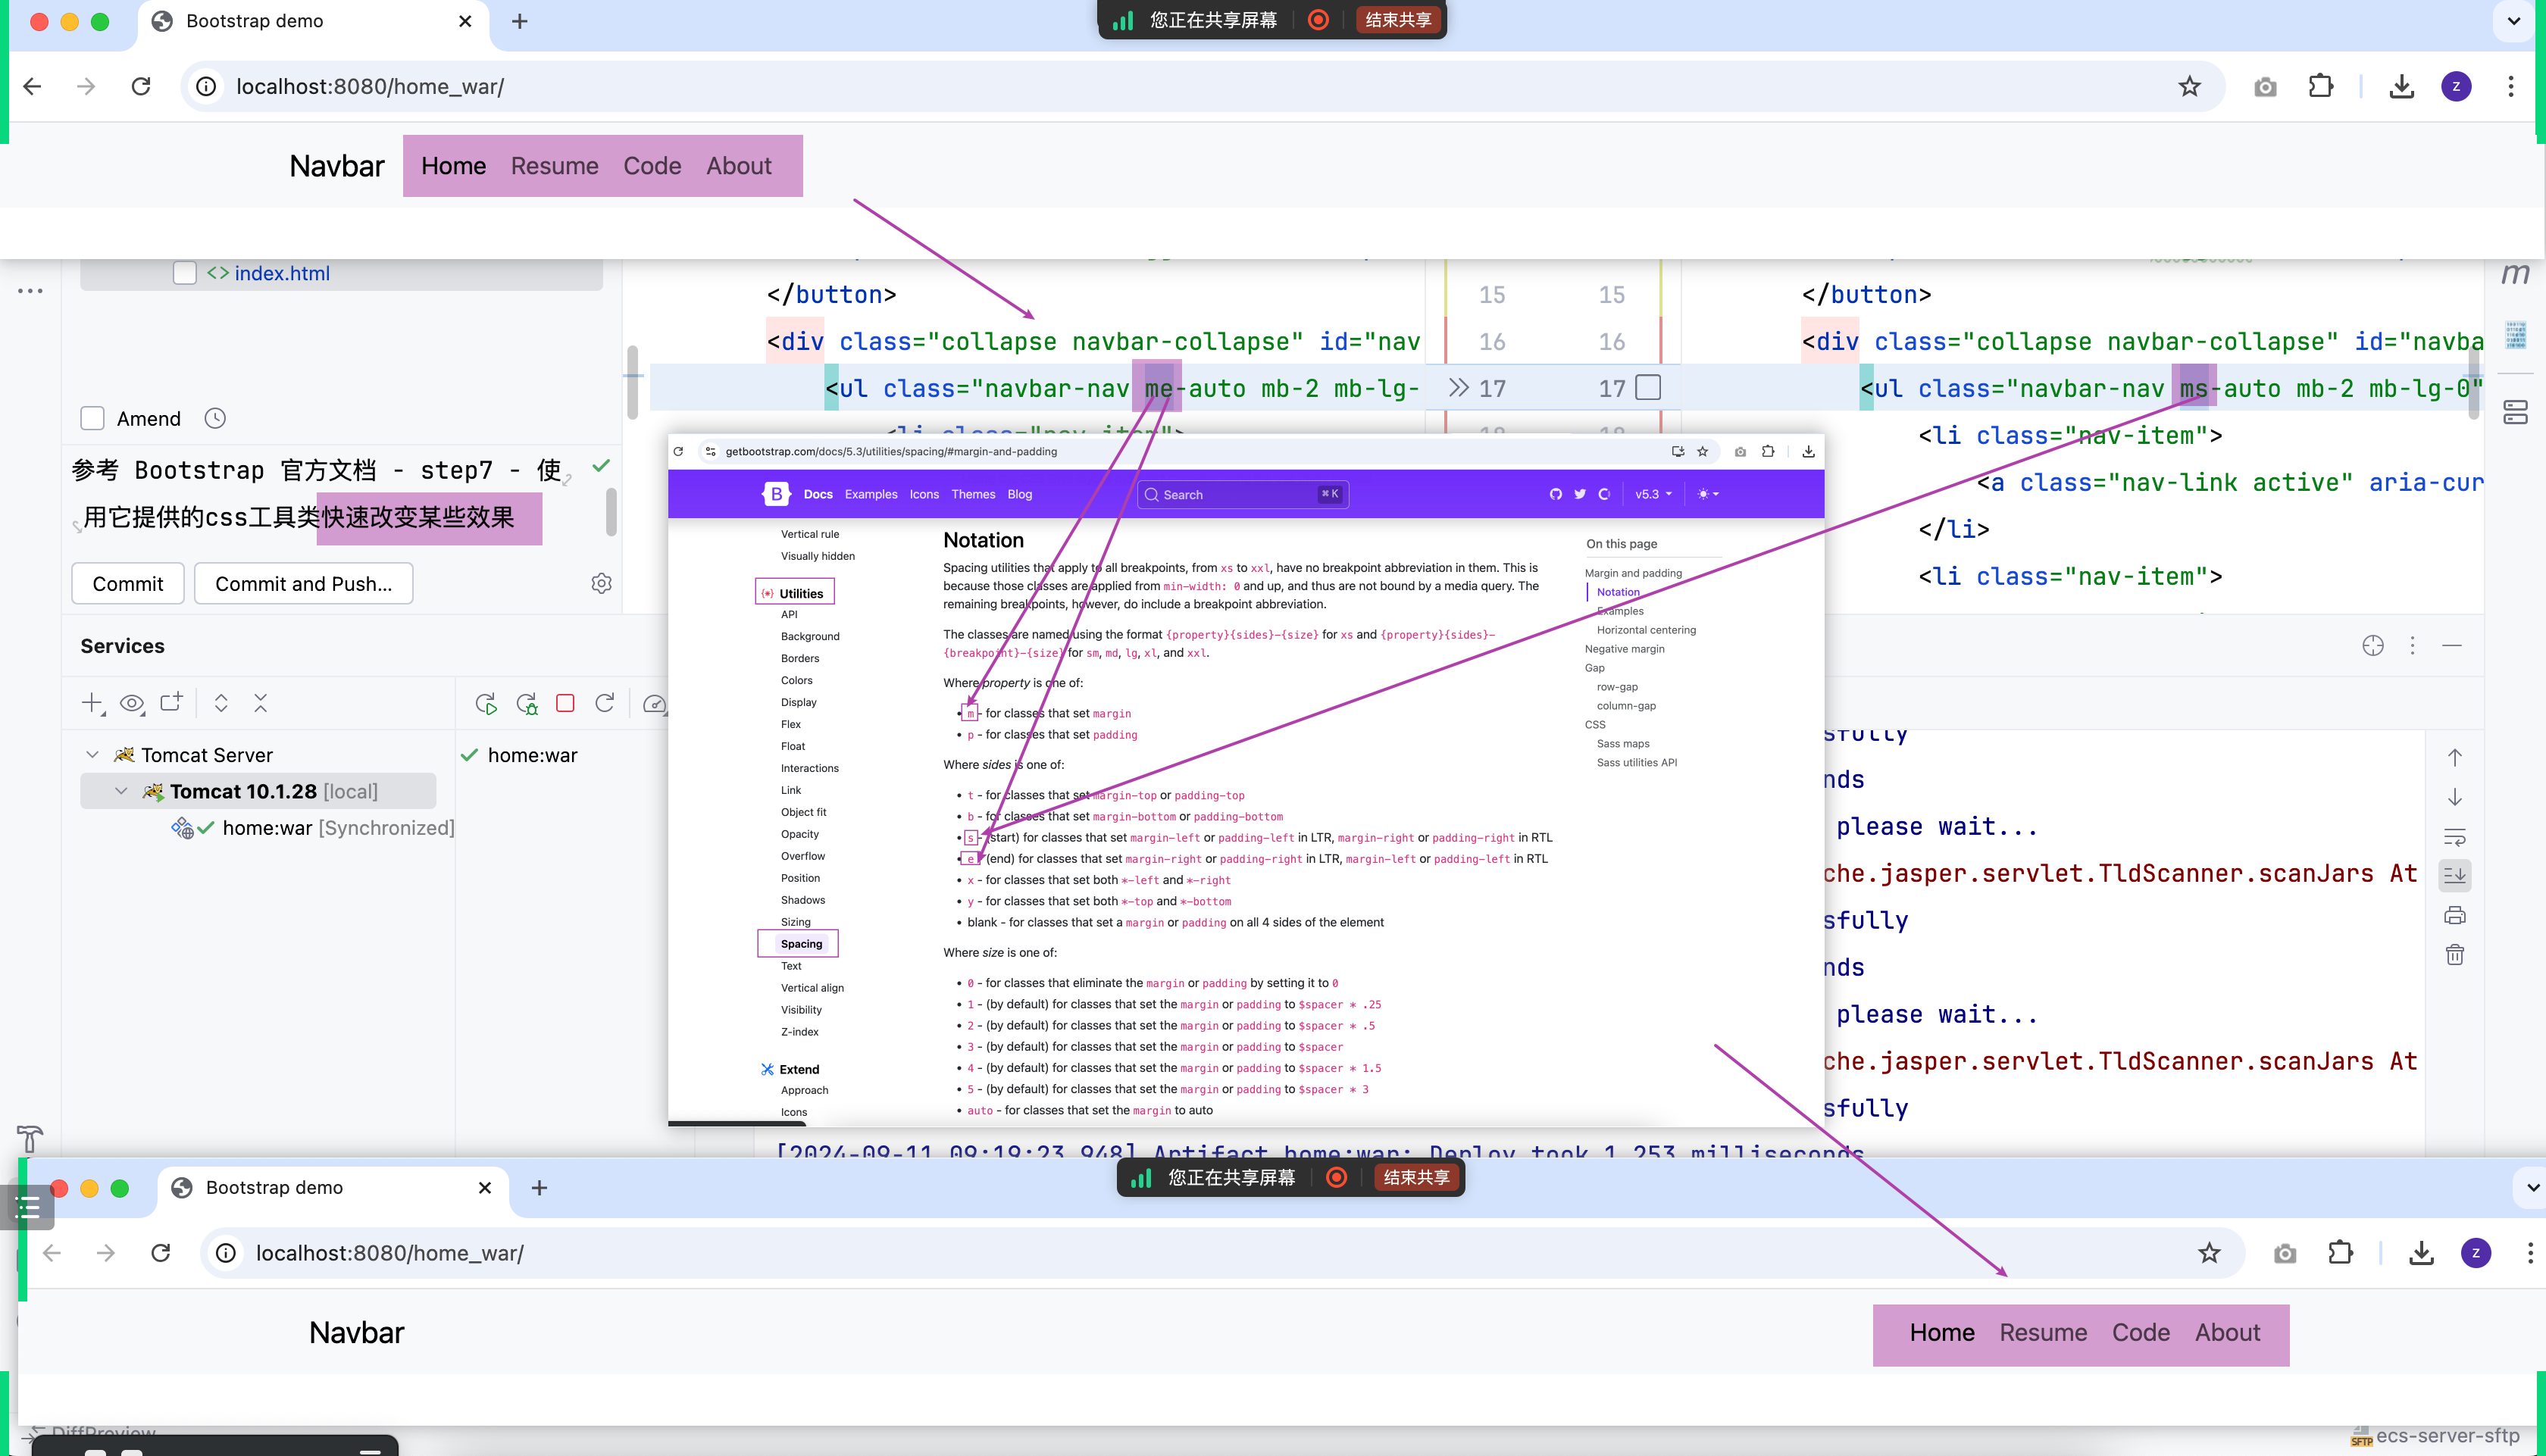 Bootstrap demo
您正在共享屏幕
结束共享
localhost:8080/home_war/
z
Navbar Home Resume Code About
index.html
</button>
15 15
</button>
<div class="collapse navbar-collapse" id="nav
16 16
<div class="collapse navbar-collapse" id="navba
<ul class="navbar-nav me-auto mb-2 mb-lg-
17 17
<ul class="navbar-nav ms-auto mb-2 mb-lg-0"
<li class="nav-item">
<li class="nav-item">
<a class="nav-link active" aria-cur
</li>
<li class="nav-item">
m
Amend
参考 Bootstrap 官方文档 - step7 - 使
用它提供的css工具类快速改变某些效果
Commit
Commit and Push...
Services
Tomcat Server
Tomcat 10.1.28 [local]
home:war [Synchronized]
home:war
getbootstrap.com/docs/5.3/utilities/spacing/#margin-and-padding
B Docs Examples Icons Themes Blog
Search ⌘ K
v5.3
Vertical rule
Visually hidden
Utilities
API
Background
Borders
Colors
Display
Flex
Float
Interactions
Link
Object fit
Opacity
Overflow
Position
Shadows
Sizing
Spacing
Text
Vertical align
Visibility
Z-index
Extend
Approach
Icons
Notation
Spacing utilities that apply to all breakpoints, from xs to xxl, have no breakpoint abbreviation in them. This is
because those classes are applied from min-width: 0 and up, and thus are not bound by a media query. The
remaining breakpoints, however, do include a breakpoint abbreviation.
The classes are named using the format {property}{sides}-{size} for xs and {property}{sides}-
{breakpoint}-{size} for sm, md, lg, xl, and xxl.
Where property is one of:
• m - for classes that set margin
• p - for classes that set padding
Where sides is one of:
• t - for classes that set margin-top or padding-top
• b - for classes that set margin-bottom or padding-bottom
• s - (start) for classes that set margin-left or padding-left in LTR, margin-right or padding-right in RTL
• e - (end) for classes that set margin-right or padding-right in LTR, margin-left or padding-left in RTL
• x - for classes that set both *-left and *-right
• y - for classes that set both *-top and *-bottom
• blank - for classes that set a margin or padding on all 4 sides of the element
Where size is one of:
• 0 - for classes that eliminate the margin or padding by setting it to 0
• 1 - (by default) for classes that set the margin or padding to $spacer * .25
• 2 - (by default) for classes that set the margin or padding to $spacer * .5
• 3 - (by default) for classes that set the margin or padding to $spacer
• 4 - (by default) for classes that set the margin or padding to $spacer * 1.5
• 5 - (by default) for classes that set the margin or padding to $spacer * 3
• auto - for classes that set the margin to auto
On this page
Margin and padding
Notation
Examples
Horizontal centering
Negative margin
Gap
row-gap
column-gap
CSS
Sass maps
Sass utilities API
sfully
nds
please wait...
che.jasper.servlet.TldScanner.scanJars At
sfully
nds
please wait...
che.jasper.servlet.TldScanner.scanJars At
sfully
[2024-09-11 09:19:23,948] Artifact home:war: Deploy took 1,253 milliseconds
Bootstrap demo
您正在共享屏幕
结束共享
localhost:8080/home_war/
z
Navbar
Home Resume Code About
DiffPreview
SFTP ecs-server-sftp